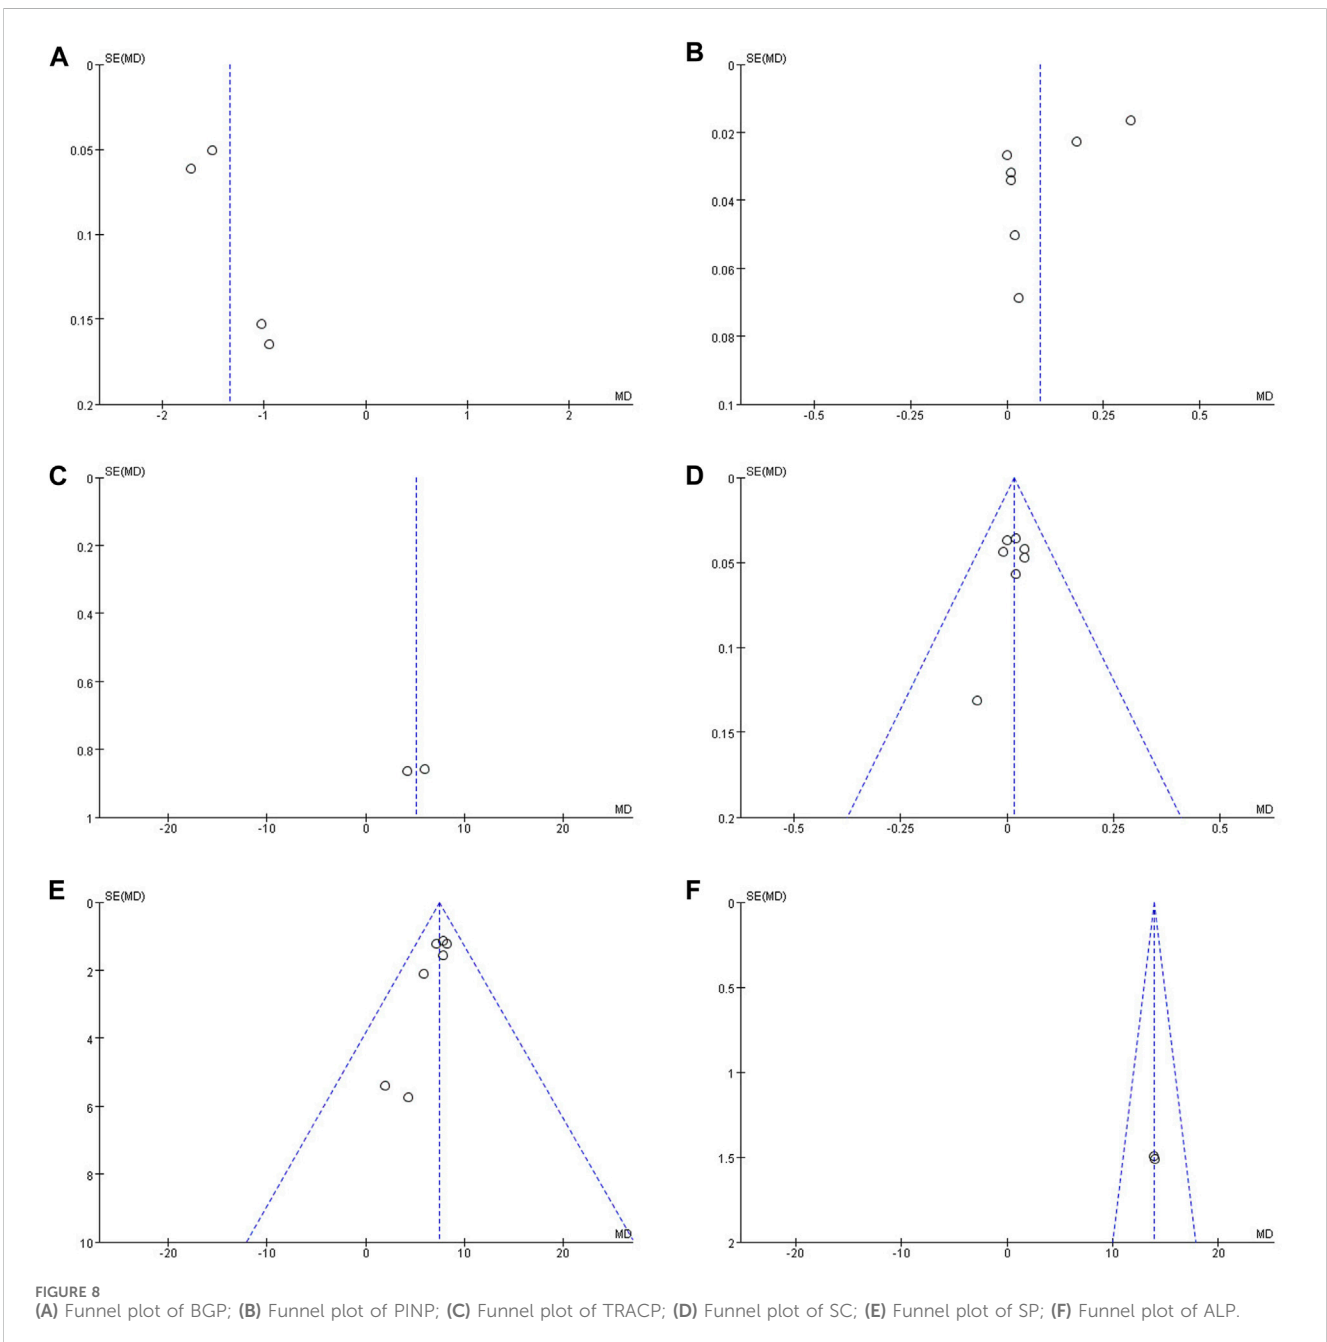 A
SE(MD)
0
0.05
0.1
0.15
0.2
-2 -1 0 1 2
MD
B
SE(MD)
0
0.02
0.04
0.06
0.08
0.1
-0.5 -0.25 0 0.25 0.5
MD
C
SE(MD)
0
0.2
0.4
0.6
0.8
1
-20 -10 0 10 20
MD
D
SE(MD)
0
0.05
0.1
0.15
0.2
-0.5 -0.25 0 0.25 0.5
MD
E
SE(MD)
0
2
4
6
8
10
-20 -10 0 10 20
MD
F
SE(MD)
0
0.5
1
1.5
2
-20 -10 0 10 20
MD
FIGURE 8
(A) Funnel plot of BGP; (B) Funnel plot of PINP; (C) Funnel plot of TRACP; (D) Funnel plot of SC; (E) Funnel plot of SP; (F) Funnel plot of ALP.